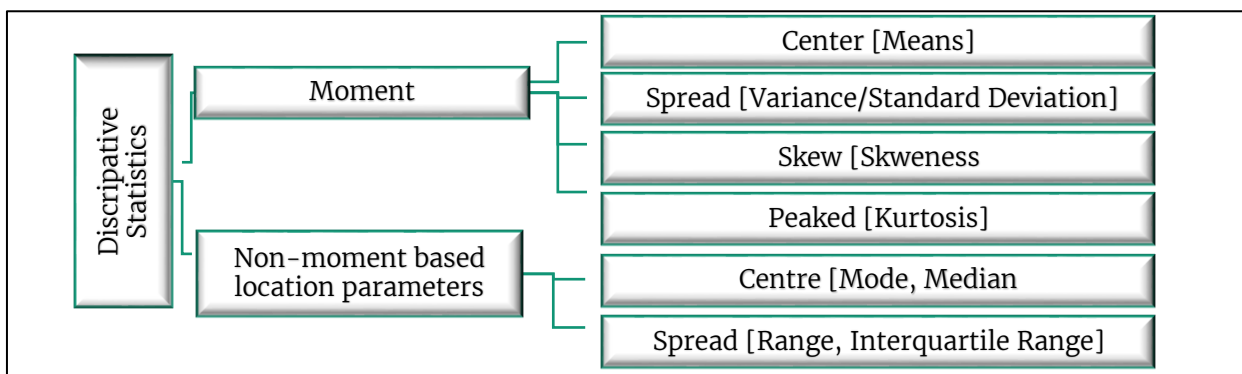 Discripative
Statistics
Moment
Center [Means]
Spread [Variance/Standard Deviation]
Skew [Skweness
Peaked [Kurtosis]
Non-moment based
location parameters
Centre [Mode, Median
Spread [Range, Interquartile Range]